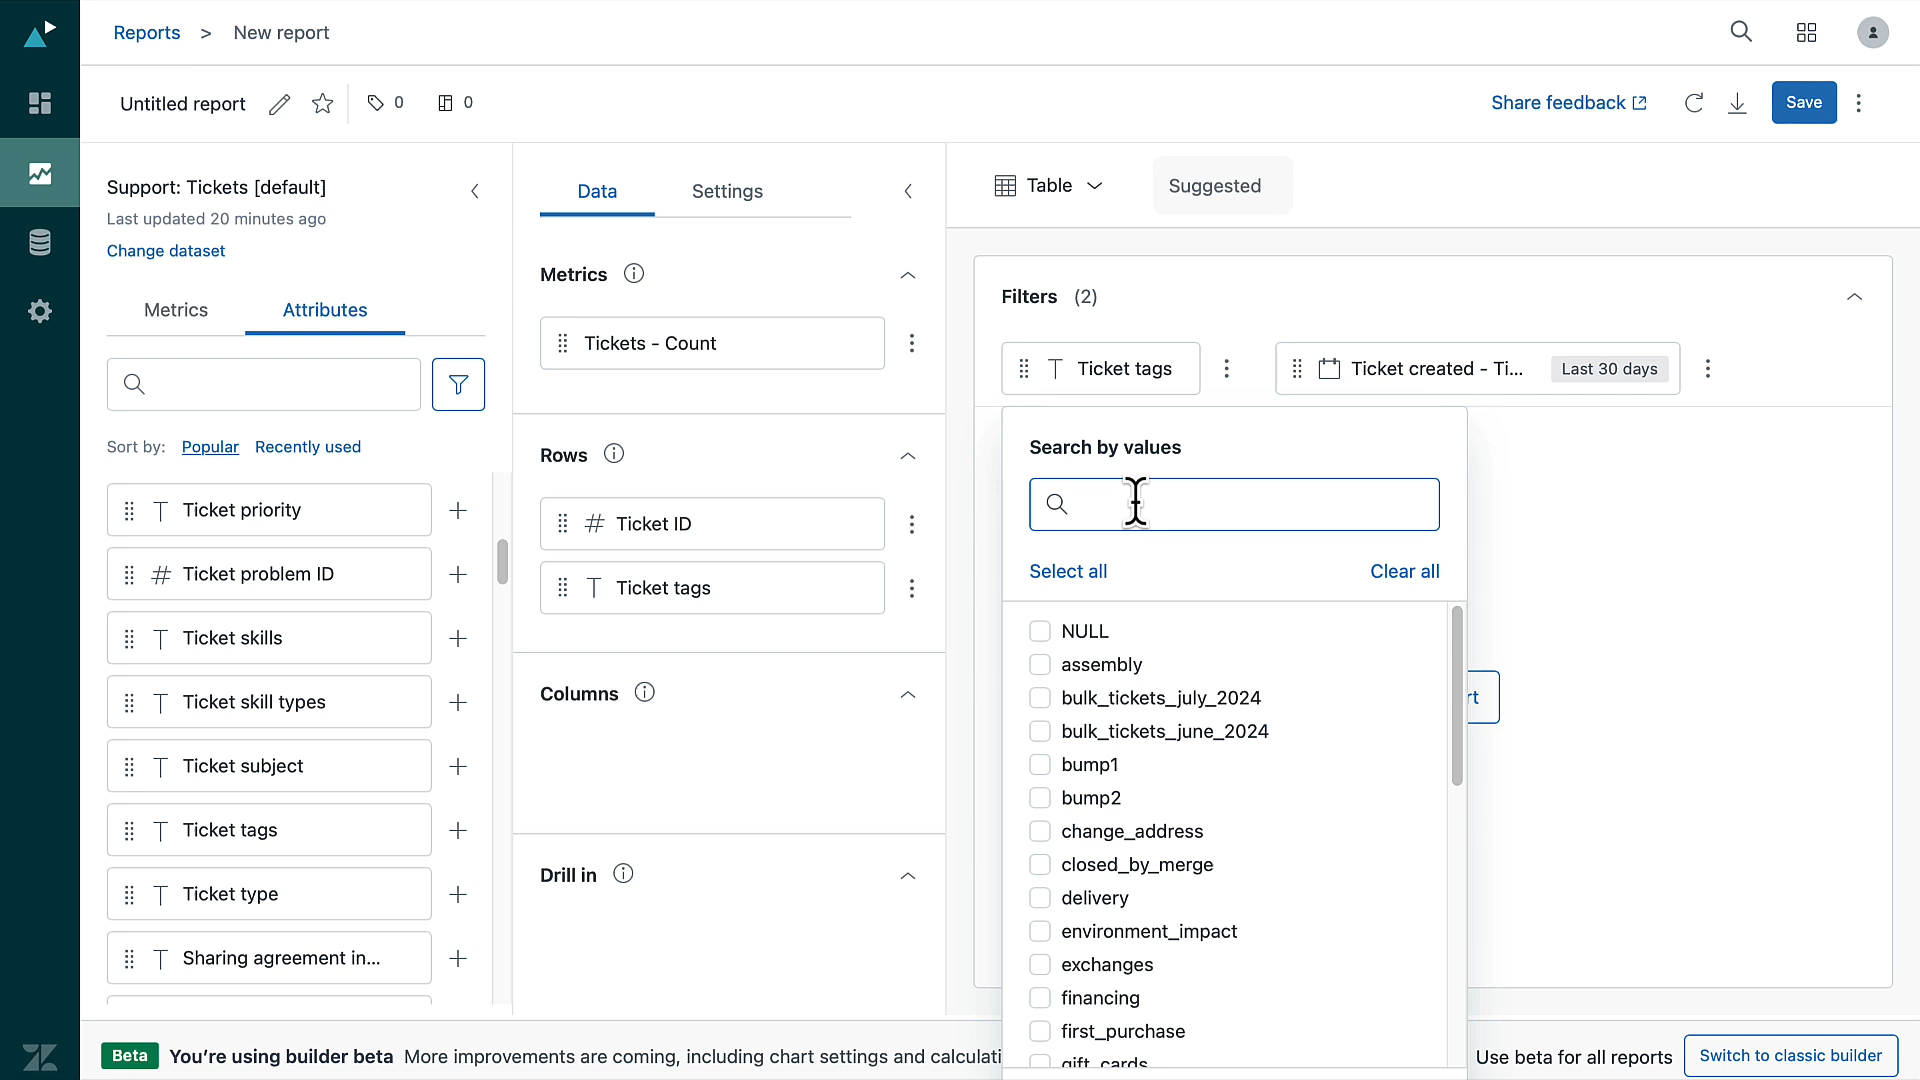 Reports > New report
Untitled report 0 0
Share feedback Save
Support: Tickets [default]
Last updated 20 minutes ago
Change dataset
Metrics Attributes
Sort by: Popular Recently used
Ticket priority
Ticket problem ID
Ticket skills
Ticket skill types
Ticket subject
Ticket tags
Ticket type
Sharing agreement in...
Data Settings
Metrics
Tickets - Count
Rows
Ticket ID
Ticket tags
Columns
Drill in
Table Suggested
Filters (2)
Ticket tags Ticket created - Ti... Last 30 days
Search by values
Select all Clear all
NULL
assembly
bulk_tickets_july_2024
bulk_tickets_june_2024
bump1
bump2
change_address
closed_by_merge
delivery
environment_impact
exchanges
financing
first_purchase
gift_cards
rt
Beta You're using builder beta More improvements are coming, including chart settings and calculati
Use beta for all reports Switch to classic builder